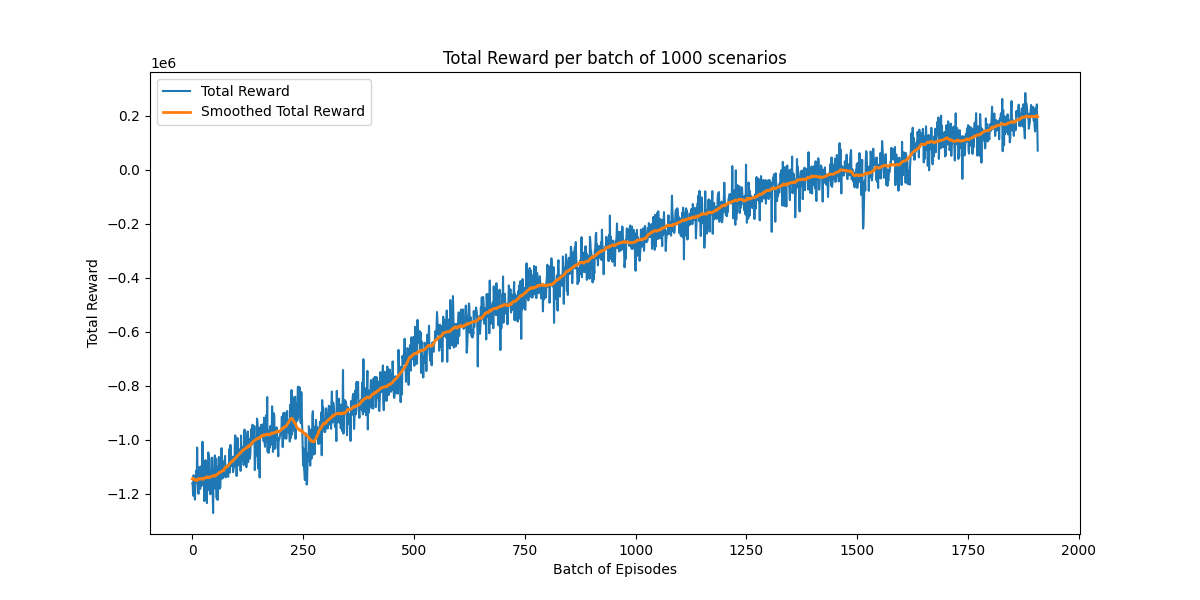 Total Reward per batch of 1000 scenarios
1e6
Total Reward
Smoothed Total Reward
0.2
0.0
−0.2
−0.4
−0.6
−0.8
−1.0
−1.2
Total Reward
0 250 500 750 1000 1250 1500 1750 2000
Batch of Episodes